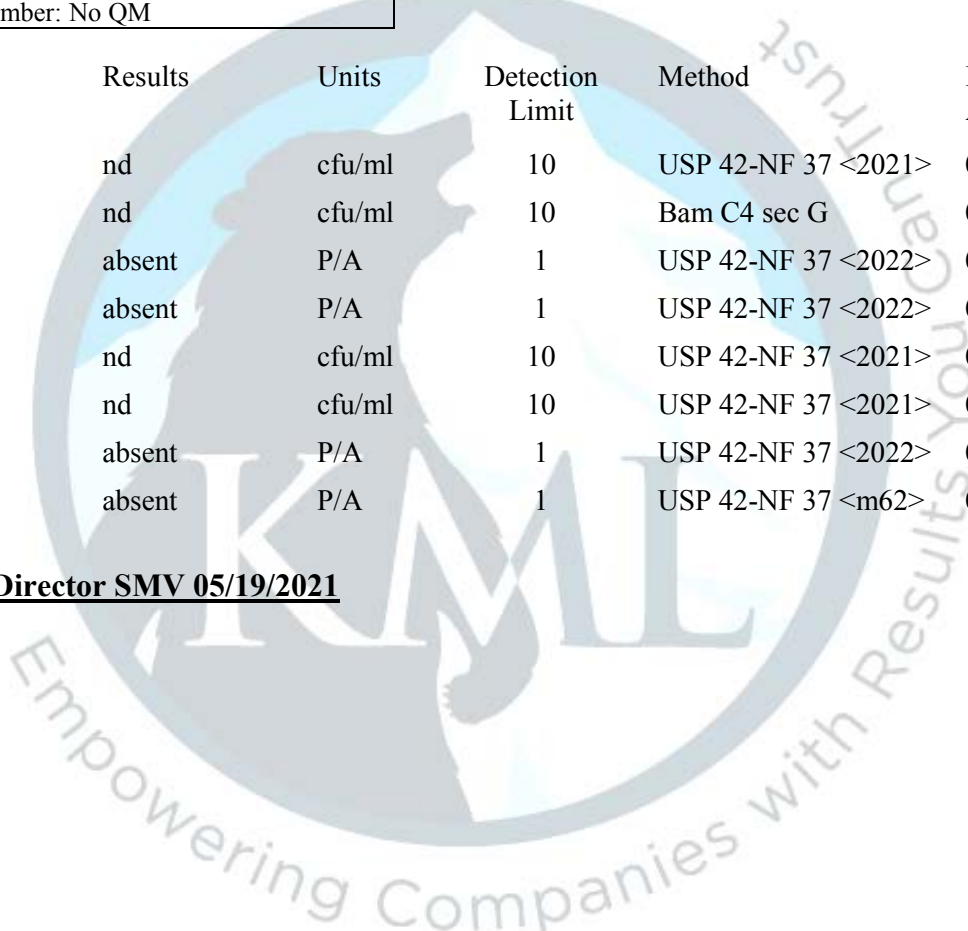 mber: No QM
Results Units Detection Limit Method
nd cfu/ml 10 USP 42-NF 37 <2021>
nd cfu/ml 10 Bam C4 sec G
absent P/A 1 USP 42-NF 37 <2022>
absent P/A 1 USP 42-NF 37 <2022>
nd cfu/ml 10 USP 42-NF 37 <2021>
nd cfu/ml 10 USP 42-NF 37 <2021>
absent P/A 1 USP 42-NF 37 <2022>
absent P/A 1 USP 42-NF 37 <m62>
Director SMV 05/19/2021
KML
Empowering Companies with Results You Can Trust